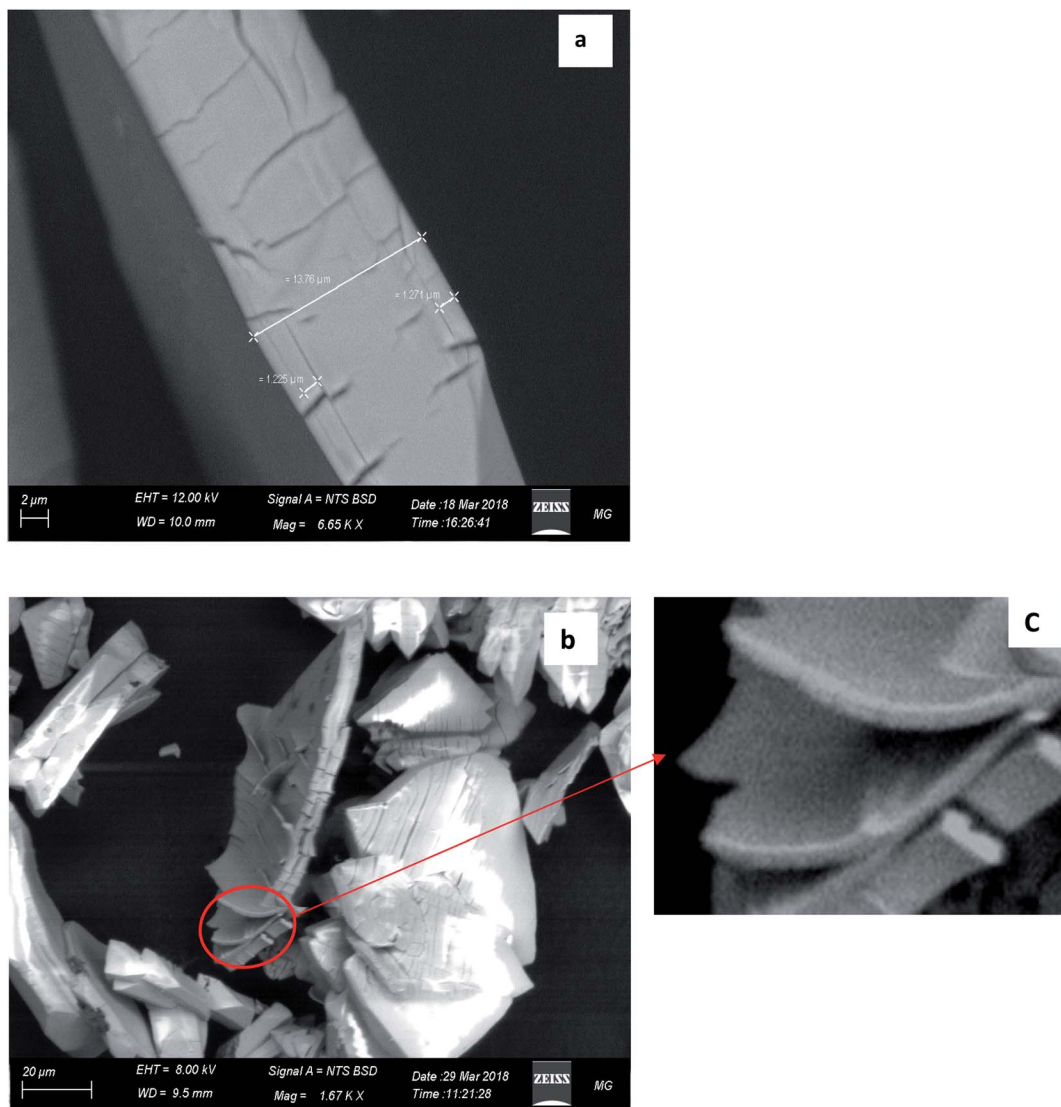 a
= 13.76 µm
= 1.271 µm
= 1.225 µm
2 µm
EHT = 12.00 kV
WD = 10.0 mm
Signal A = NTS BSD
Mag = 6.65 K X
Date :18 Mar 2018
Time :16:26:41
ZEISS
MG
b
C
20 µm
EHT = 8.00 kV
WD = 9.5 mm
Signal A = NTS BSD
Mag = 1.67 K X
Date :29 Mar 2018
Time :11:21:28
ZEISS
MG